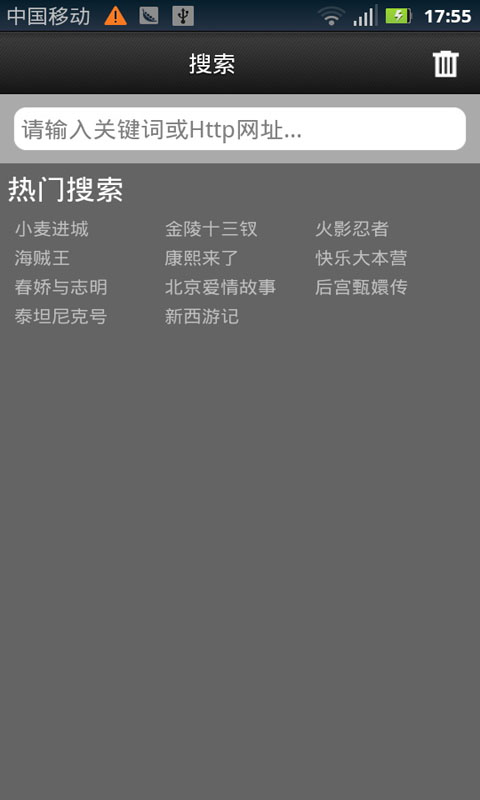 中国移动 17:55
搜索
请输入关键词或Http网址...
热门搜索
小麦进城 金陵十三钗 火影忍者
海贼王 康熙来了 快乐大本营
春娇与志明 北京爱情故事 后宫甄嬛传
泰坦尼克号 新西游记